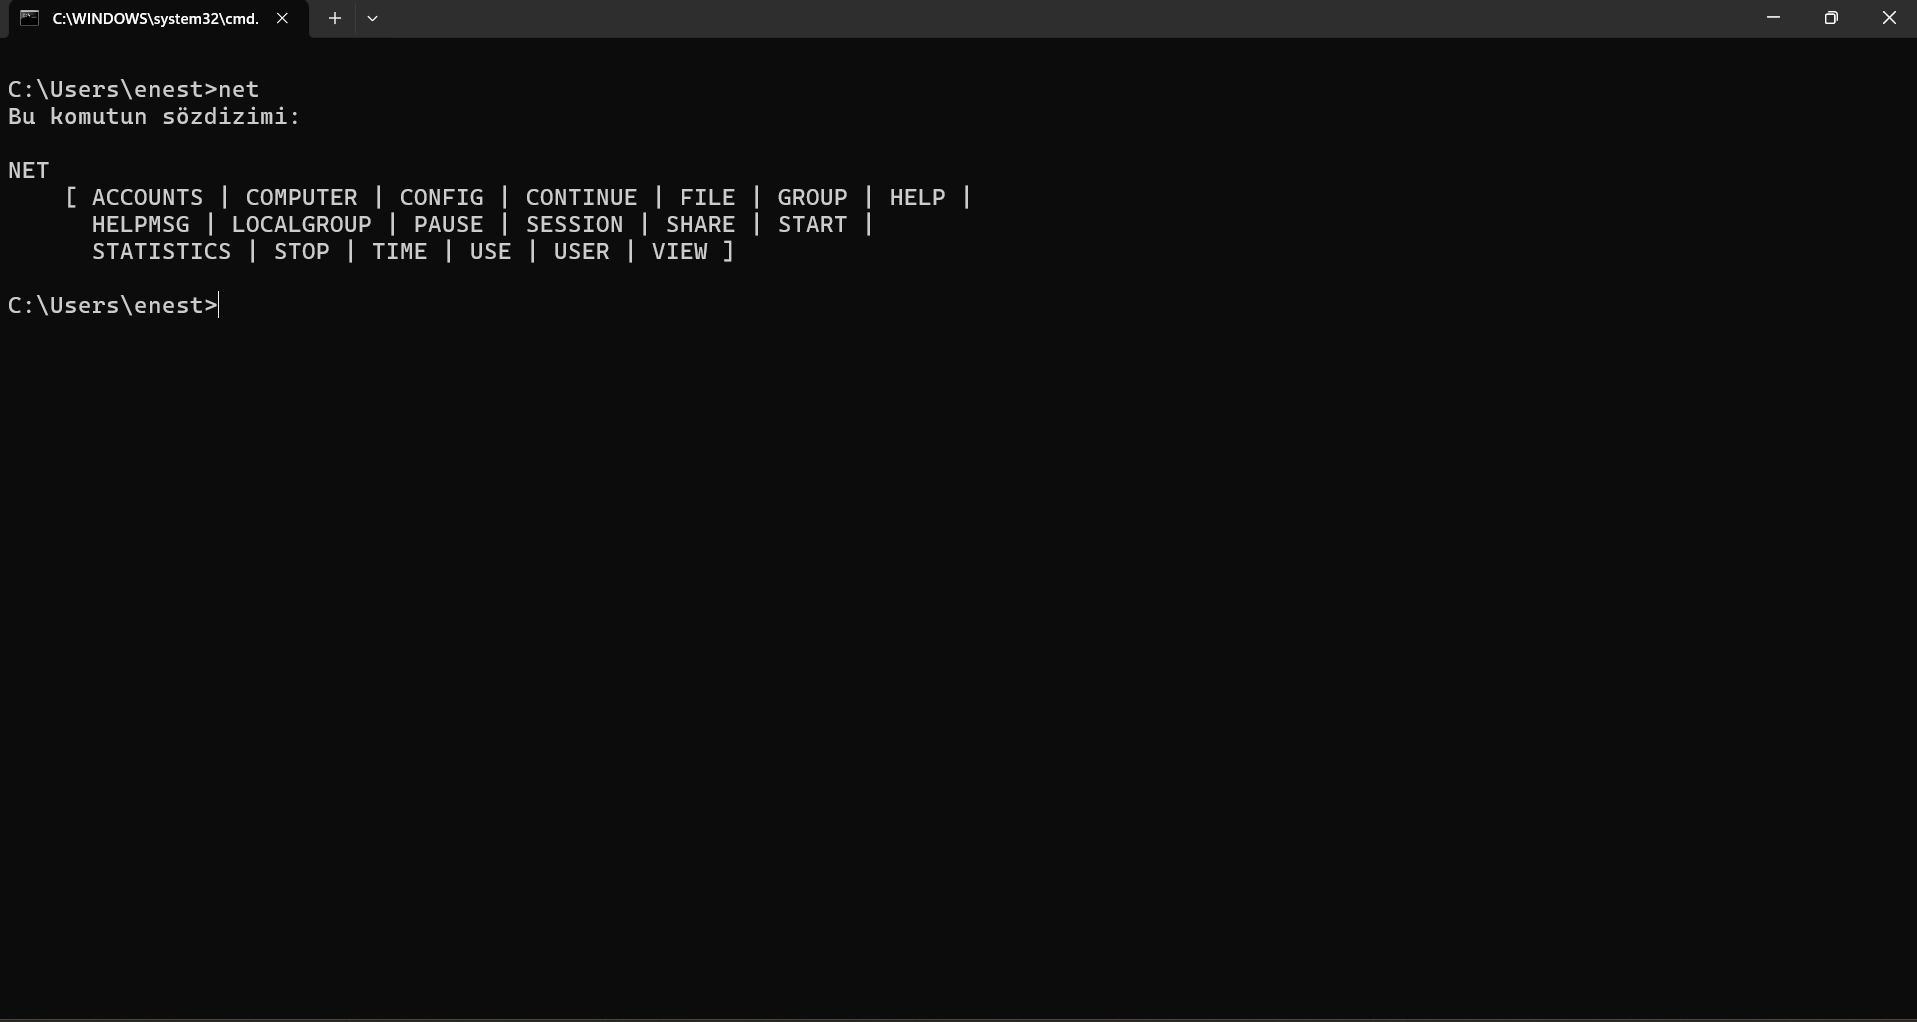 C:\WINDOWS\system32\cmd.
C:\Users\enest>net
Bu komutun sözdizimi:
NET
[ ACCOUNTS | COMPUTER | CONFIG | CONTINUE | FILE | GROUP | HELP |
HELPMSG | LOCALGROUP | PAUSE | SESSION | SHARE | START |
STATISTICS | STOP | TIME | USE | USER | VIEW ]
C:\Users\enest>